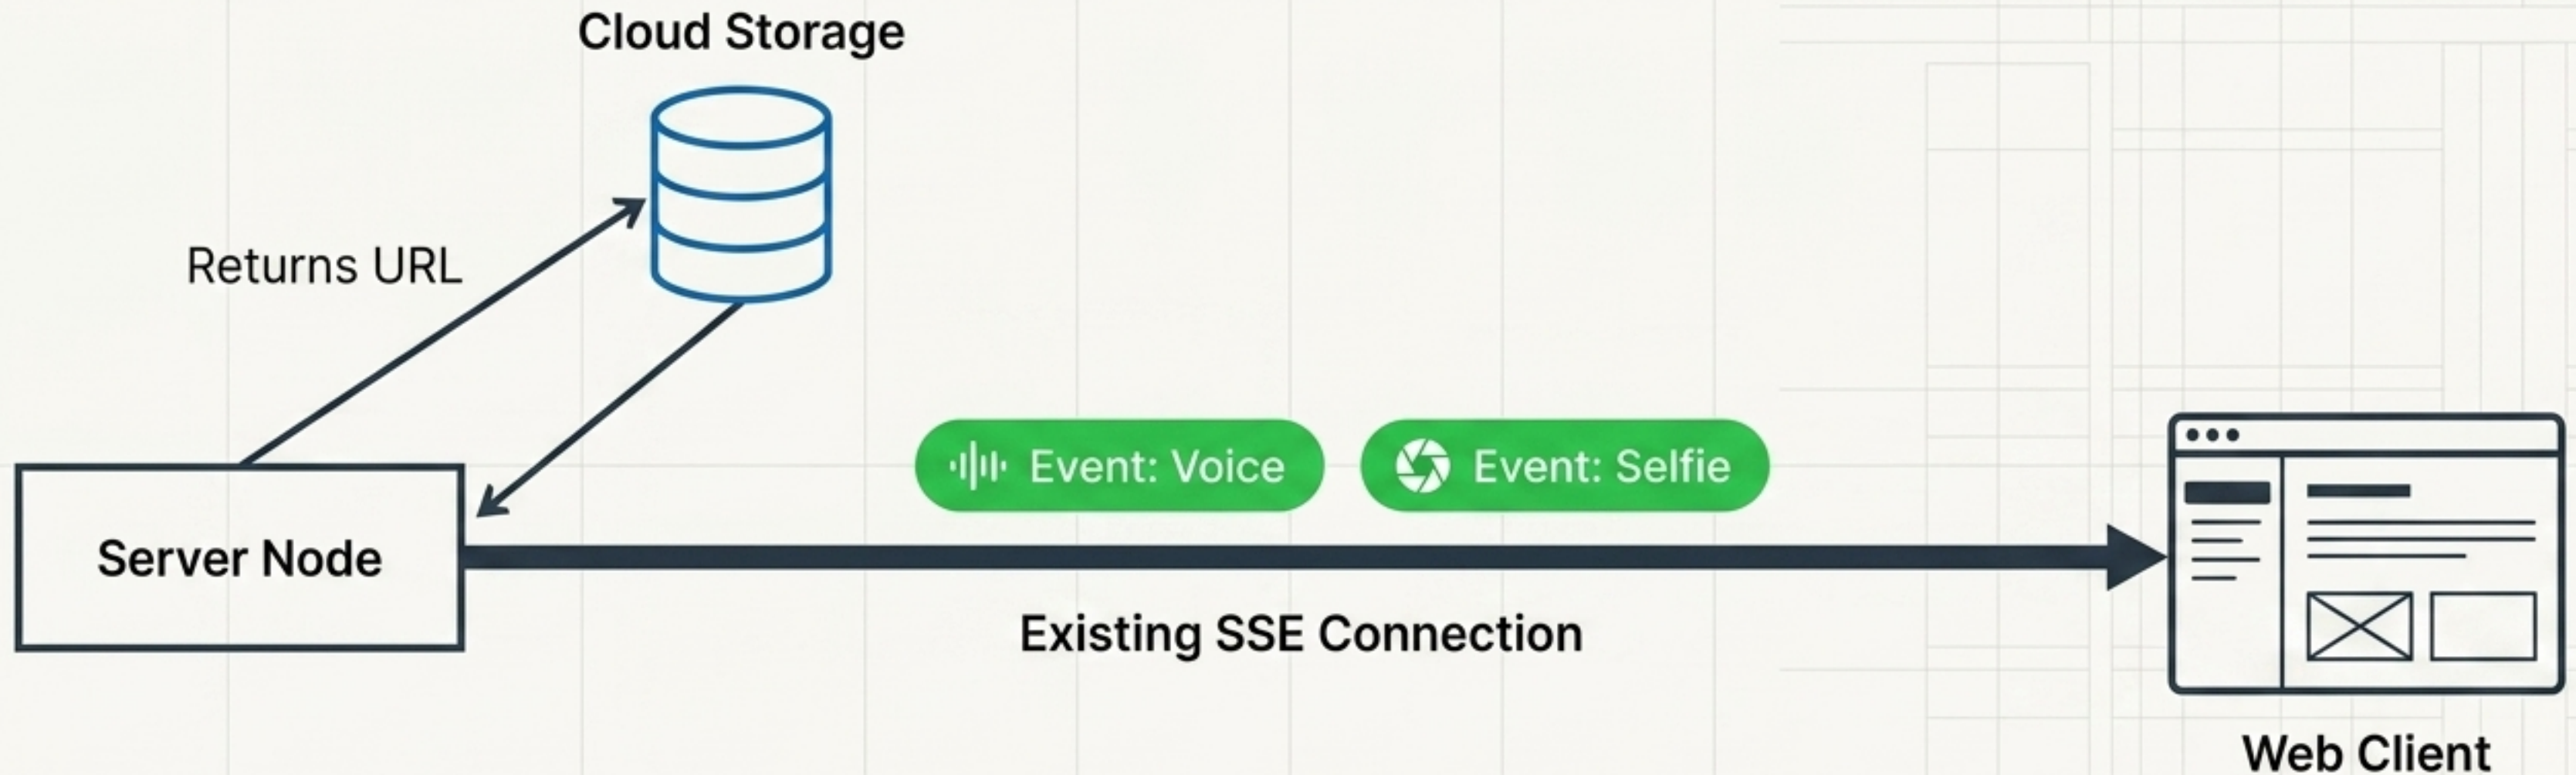 Cloud Storage
Returns URL
Event: Voice
Event: Selfie
Server Node
Existing SSE Connection
Web Client